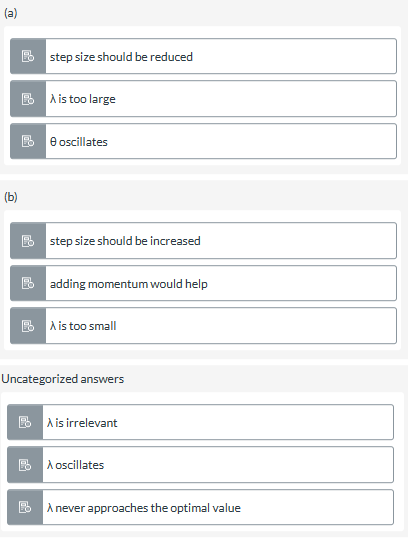 (a)
step size should be reduced
λ is too large
θ oscillates
(b)
step size should be increased
adding momentum would help
λ is too small
Uncategorized answers
λ is irrelevant
λ oscillates
λ never approaches the optimal value